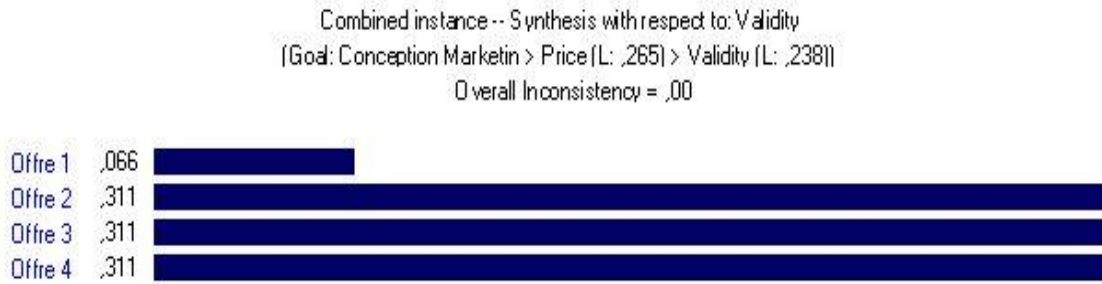 Combined instance -- Synthesis with respect to: Validity
(Goal: Conception Marketin > Price (L: ,265) > Validity (L: ,238))
Overall Inconsistency = ,00
Offre 1 ,066
Offre 2 ,311
Offre 3 ,311
Offre 4 ,311